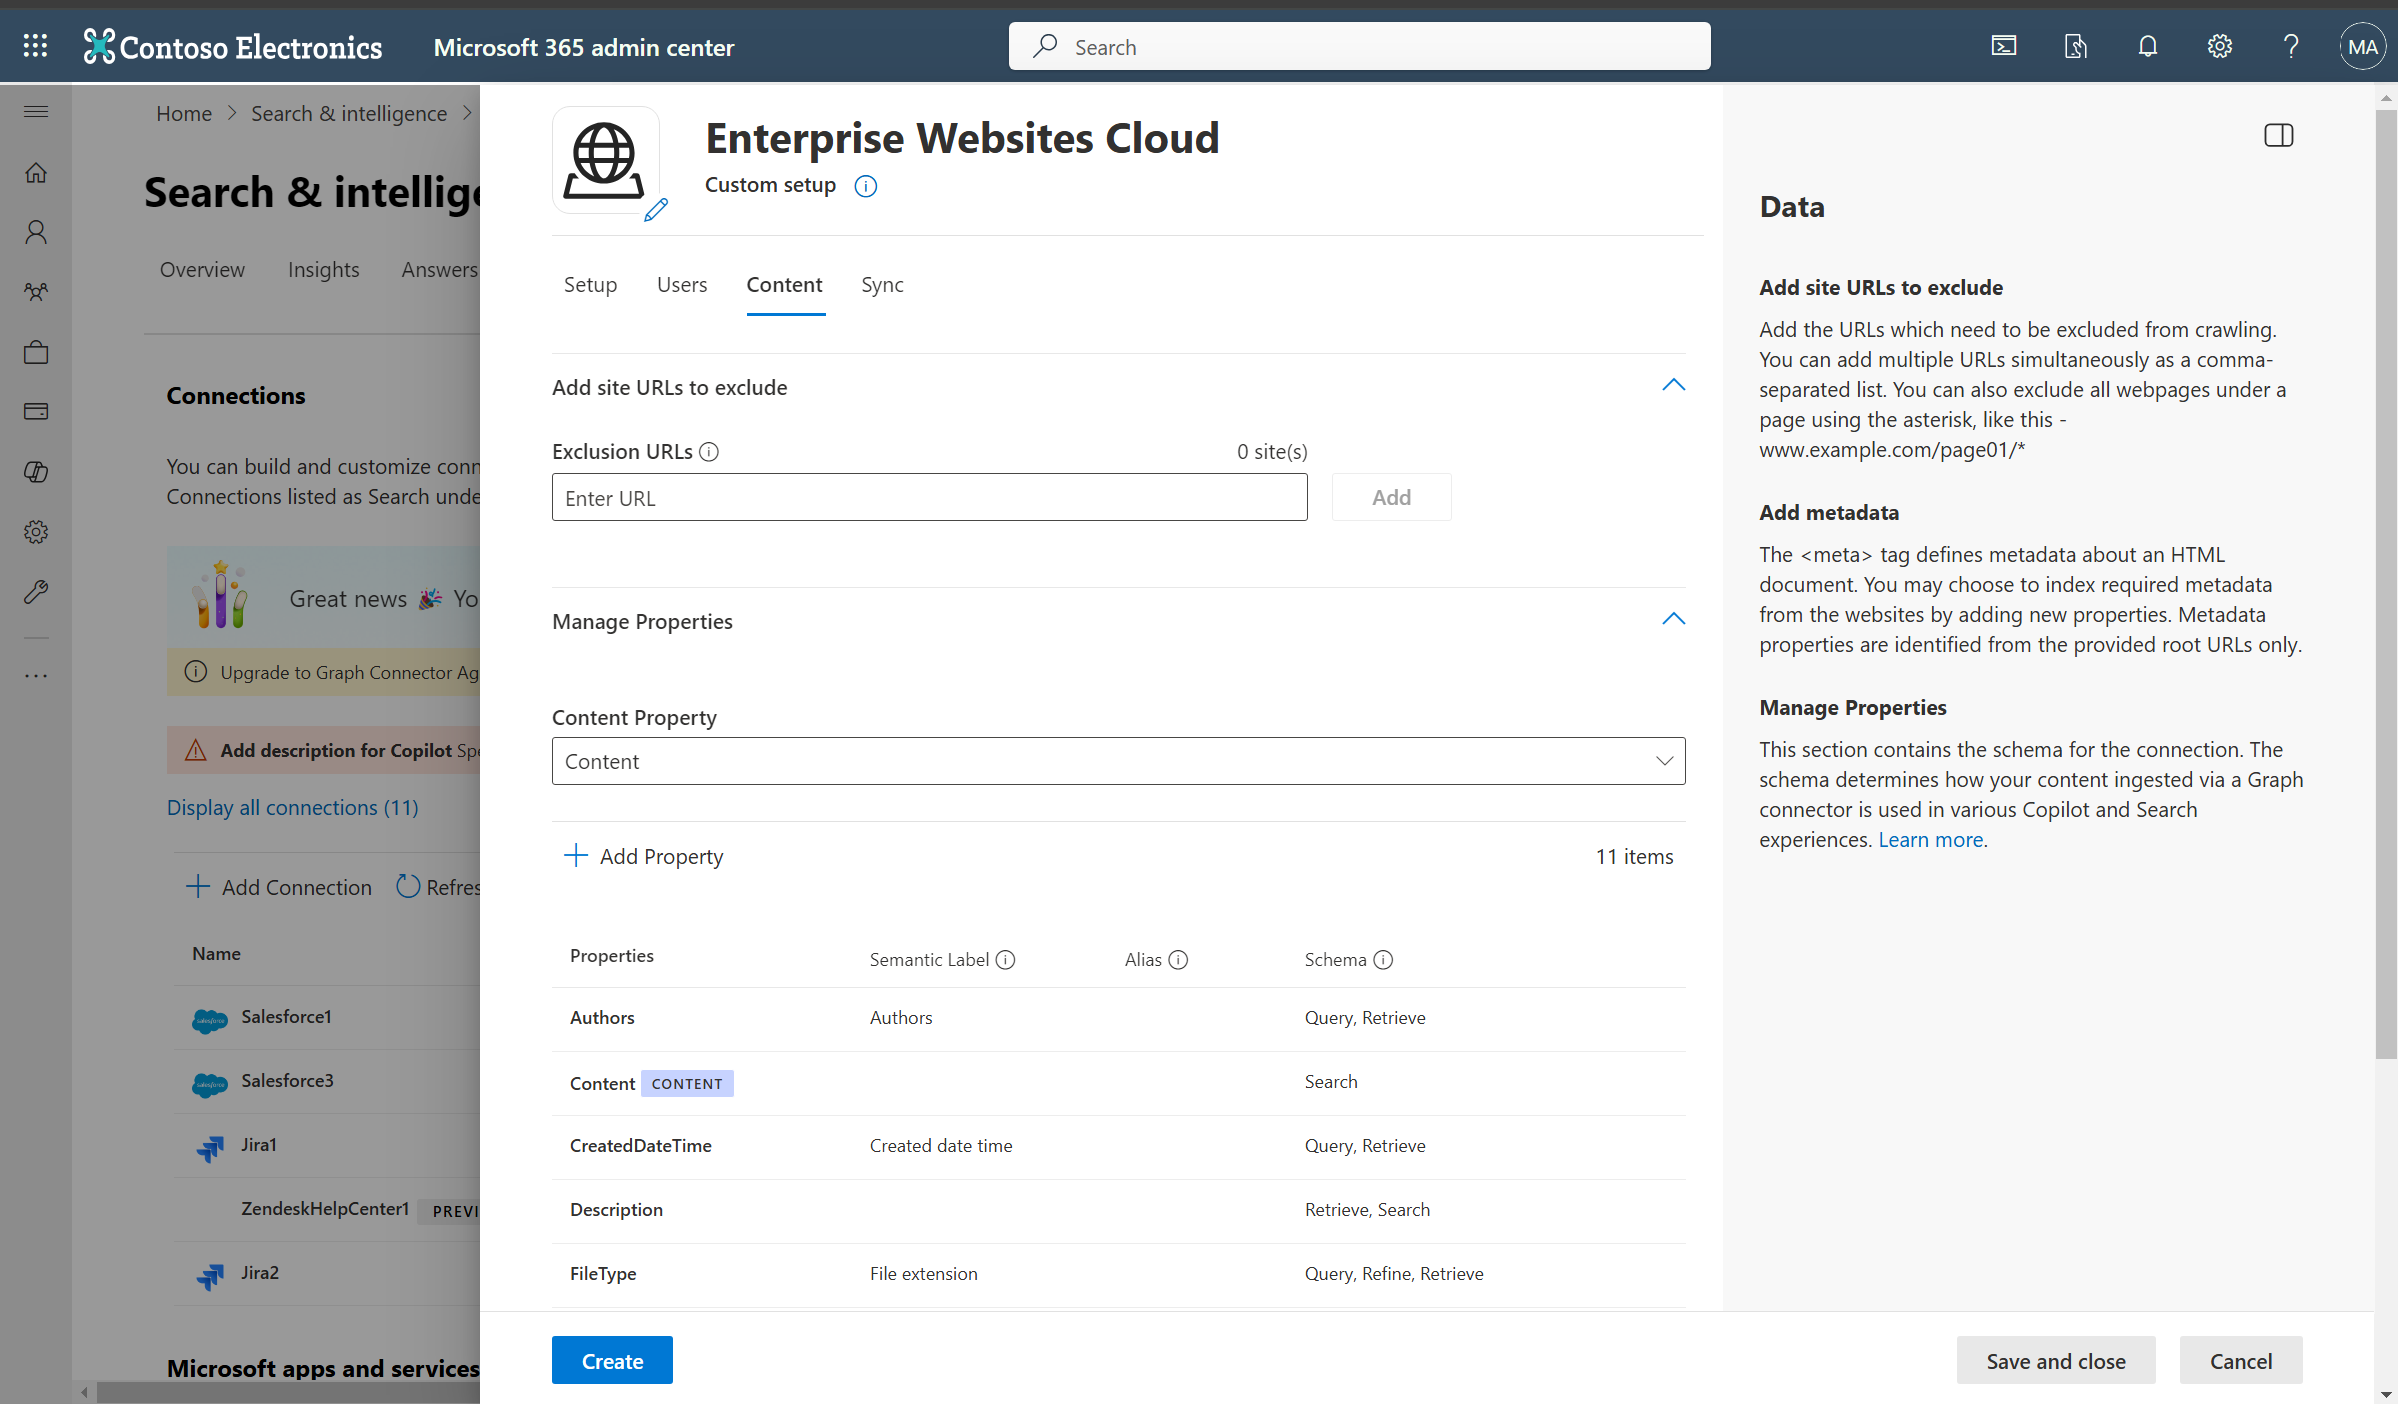 Contoso Electronics
Microsoft 365 admin center
Search
MA
Home
Search & intelligence
Search & intellige
Overview
Insights
Answers
Connections
You can build and customize conn
Connections listed as Search unde
Great news 🎉 Yo
Upgrade to Graph Connector Ag
Add description for Copilot Spe
Display all connections (11)
Add Connection
Refres
Name
salesforce
Salesforce1
salesforce
Salesforce3
Jira1
ZendeskHelpCenter1
PREVI
Jira2
Microsoft apps and services
Enterprise Websites Cloud
Custom setup
Setup
Users
Content
Sync
Add site URLs to exclude
Exclusion URLs
0 site(s)
Enter URL
Add
Manage Properties
Content Property
Content
Add Property
11 items
Properties
Semantic Label
Alias
Schema
Authors
Authors
Query, Retrieve
Content
CONTENT
Search
CreatedDateTime
Created date time
Query, Retrieve
Description
Retrieve, Search
FileType
File extension
Query, Refine, Retrieve
Create
Save and close
Cancel
Data
Add site URLs to exclude
Add the URLs which need to be excluded from crawling.
You can add multiple URLs simultaneously as a comma-
separated list. You can also exclude all webpages under a
page using the asterisk, like this -
www.example.com/page01/*
Add metadata
The <meta> tag defines metadata about an HTML
document. You may choose to index required metadata
from the websites by adding new properties. Metadata
properties are identified from the provided root URLs only.
Manage Properties
This section contains the schema for the connection. The
schema determines how your content ingested via a Graph
connector is used in various Copilot and Search
experiences. Learn more.